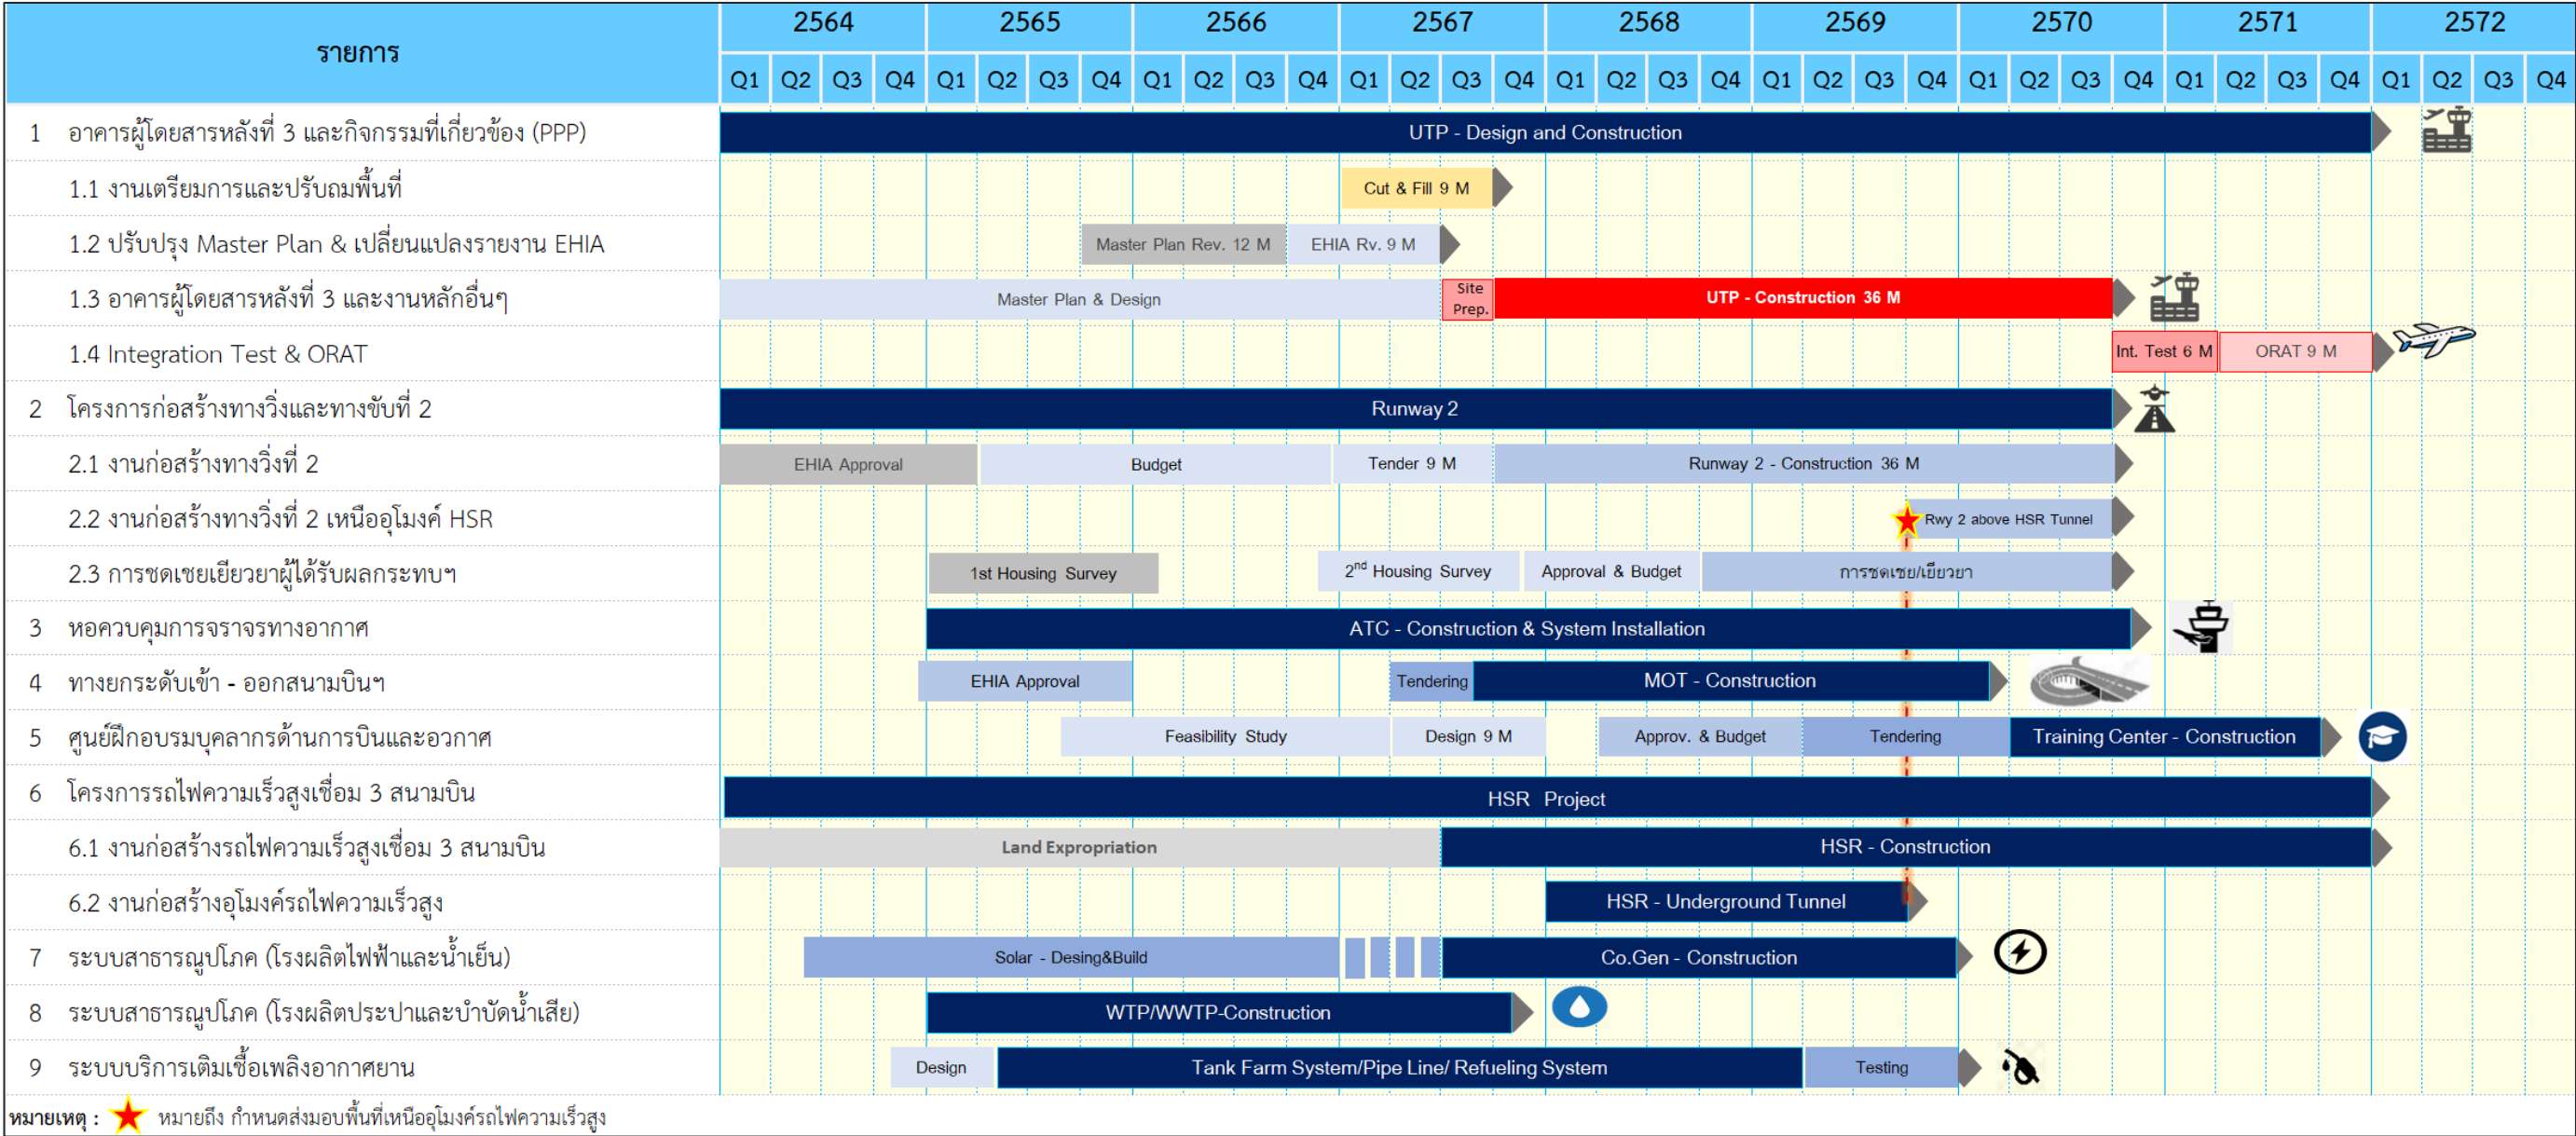 รายการ
2564 2565 2566 2567 2568 2569 2570 2571 2572
Q1 Q2 Q3 Q4 Q1 Q2 Q3 Q4 Q1 Q2 Q3 Q4 Q1 Q2 Q3 Q4 Q1 Q2 Q3 Q4 Q1 Q2 Q3 Q4 Q1 Q2 Q3 Q4 Q1 Q2 Q3 Q4 Q1 Q2 Q3 Q4
1 อาคารผู้โดยสารหลังที่ 3 และกิจกรรมที่เกี่ยวข้อง (PPP) UTP - Design and Construction
1.1 งานเตรียมการและปรับถมพื้นที่ Cut & Fill 9 M
1.2 ปรับปรุง Master Plan & เปลี่ยนแปลงรายงาน EHIA Master Plan Rev. 12 M EHIA Rv. 9 M
1.3 อาคารผู้โดยสารหลังที่ 3 และงานหลักอื่นๆ Master Plan & Design Site Prep. UTP - Construction 36 M
1.4 Integration Test & ORAT Int. Test 6 M ORAT 9 M
2 โครงการก่อสร้างทางวิ่งและทางขับที่ 2 Runway 2
2.1 งานก่อสร้างทางวิ่งที่ 2 EHIA Approval Budget Tender 9 M Runway 2 - Construction 36 M
2.2 งานก่อสร้างทางวิ่งที่ 2 เหนืออุโมงค์ HSR Rwy 2 above HSR Tunnel
2.3 การชดเชยเยียวยาผู้ได้รับผลกระทบฯ 1st Housing Survey 2nd Housing Survey Approval & Budget การชดเชย/เยียวยา
3 หอควบคุมการจราจรทางอากาศ ATC - Construction & System Installation
4 ทางยกระดับเข้า - ออกสนามบินฯ EHIA Approval Tendering MOT - Construction
5 ศูนย์ฝึกอบรมบุคลากรด้านการบินและอวกาศ Feasibility Study Design 9 M Approv. & Budget Tendering Training Center - Construction
6 โครงการรถไฟความเร็วสูงเชื่อม 3 สนามบิน HSR Project
6.1 งานก่อสร้างรถไฟความเร็วสูงเชื่อม 3 สนามบิน Land Expropriation HSR - Construction
6.2 งานก่อสร้างอุโมงค์รถไฟความเร็วสูง HSR - Underground Tunnel
7 ระบบสาธารณูปโภค (โรงผลิตไฟฟ้าและน้ำเย็น) Solar - Desing&Build Co.Gen - Construction
8 ระบบสาธารณูปโภค (โรงผลิตประปาและบำบัดน้ำเสีย) WTP/WWTP-Construction
9 ระบบบริการเติมเชื้อเพลิงอากาศยาน Design Tank Farm System/Pipe Line/ Refueling System Testing
หมายเหตุ : หมายถึง กำหนดส่งมอบพื้นที่เหนืออุโมงค์รถไฟความเร็วสูง